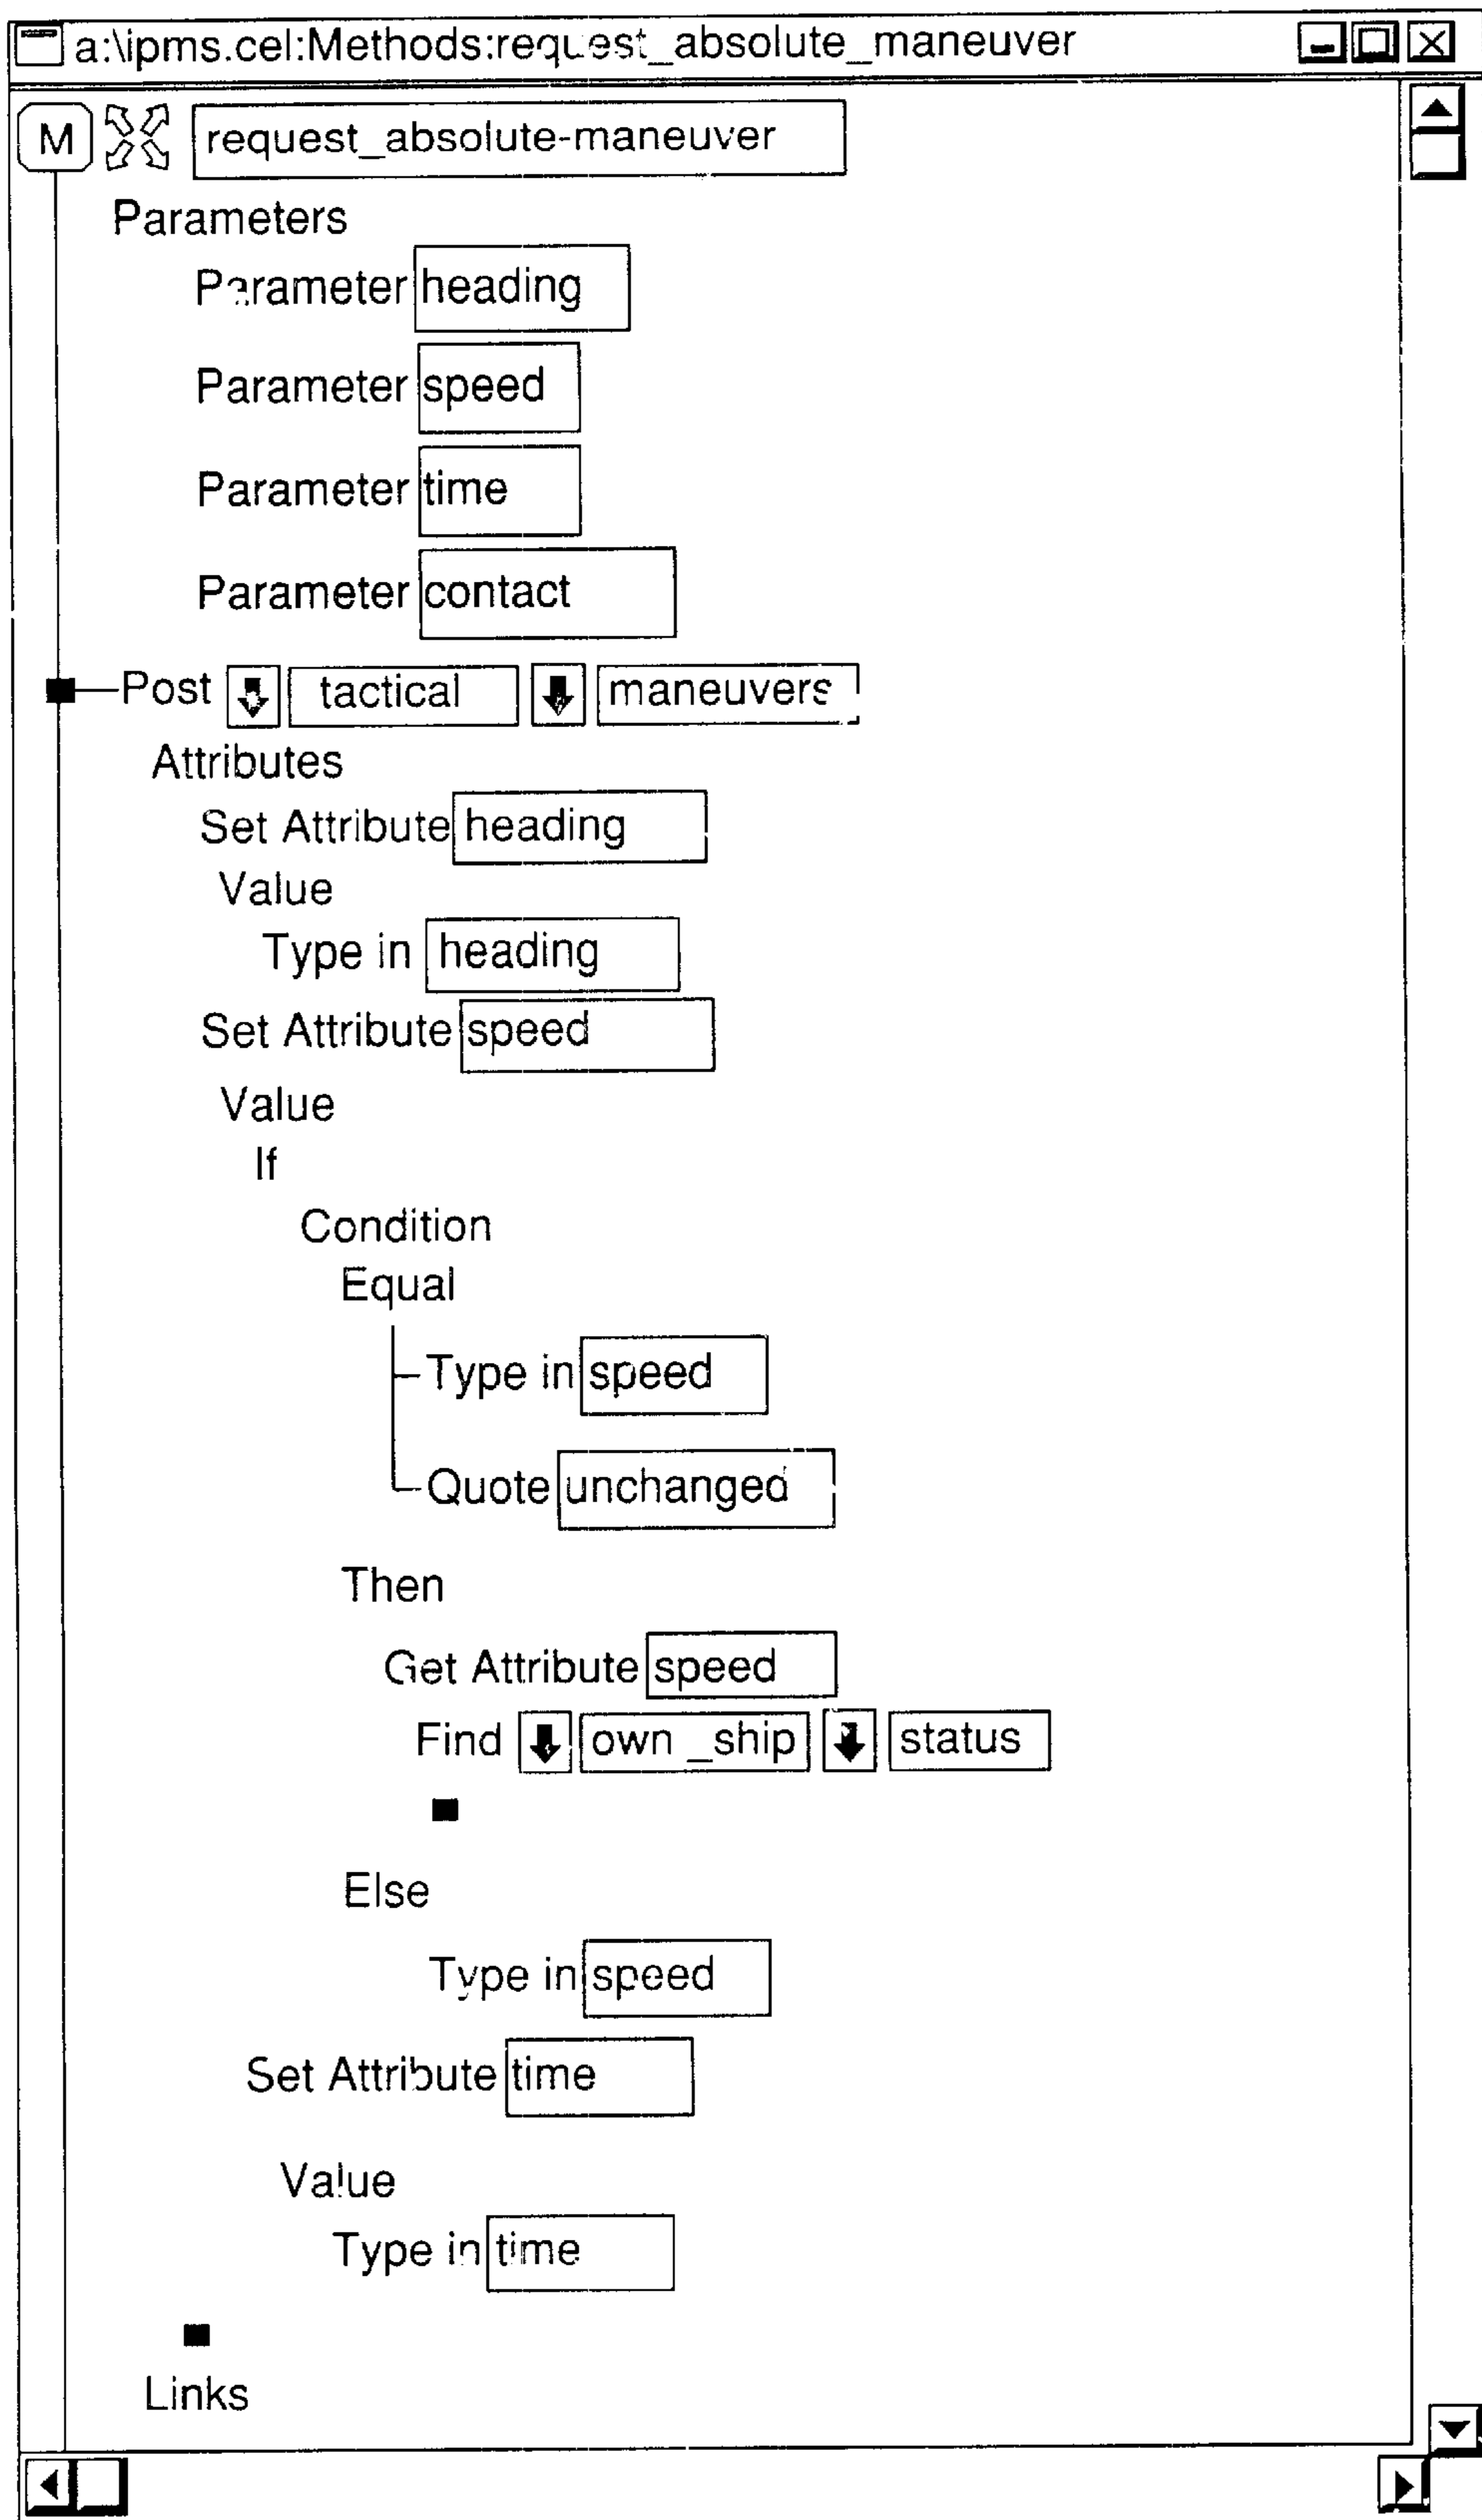 a:\ipms.cel:Methods:request_absolute_maneuver
M request_absolute-maneuver
Parameters
Parameter heading
Parameter speed
Parameter time
Parameter contact
Post tactical maneuvers
Attributes
Set Attribute heading
Value
Type in heading
Set Attribute speed
Value
If
Condition
Equal
Type in speed
Quote unchanged
Then
Get Attribute speed
Find own _ship status
Else
Type in speed
Set Attribute time
Value
Type in time
Links